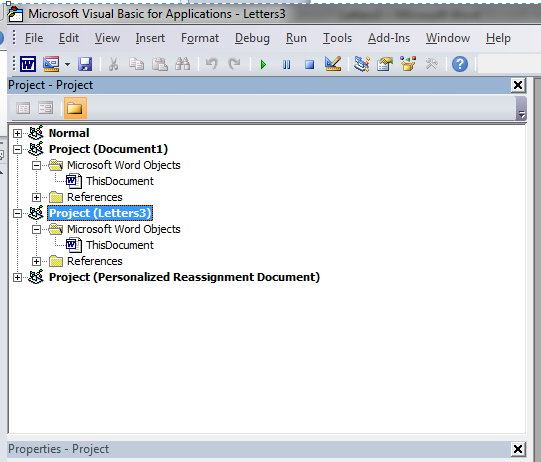 Microsoft Visual Basic for Applications - Letters3
File Edit View Insert Format Debug Run Tools Add-Ins Window Help
Project - Project
Normal
Project (Document1)
Microsoft Word Objects
ThisDocument
References
Project (Letters3)
Microsoft Word Objects
ThisDocument
References
Project (Personalized Reassignment Document)
Properties - Project